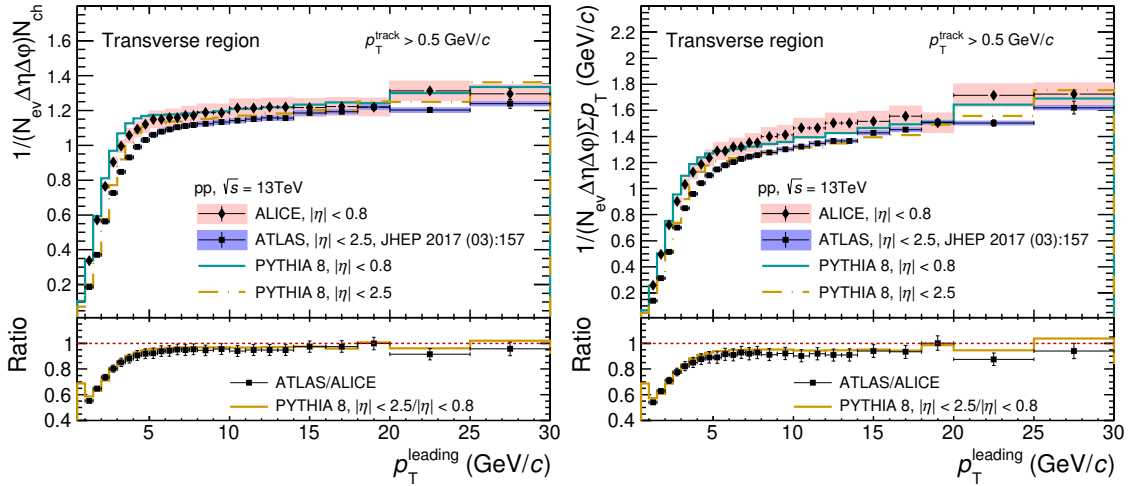 1/(N_ev Δη Δφ)N_ch
Transverse region
p_T^track > 0.5 GeV/c
1.6
1.4
1.2
1
0.8
0.6
0.4
0.2
pp, √s = 13TeV
ALICE, |η| < 0.8
ATLAS, |η| < 2.5, JHEP 2017 (03):157
PYTHIA 8, |η| < 0.8
PYTHIA 8, |η| < 2.5
Ratio
1
0.8
0.6
0.4
ATLAS/ALICE
PYTHIA 8, |η| < 2.5/|η| < 0.8
5 10 15 20 25 30
p_T^leading (GeV/c)
1/(N_ev Δη Δφ)Σp_T (GeV/c)
Transverse region
p_T^track > 0.5 GeV/c
2.2
2
1.8
1.6
1.4
1.2
1
0.8
0.6
0.4
0.2
pp, √s = 13TeV
ALICE, |η| < 0.8
ATLAS, |η| < 2.5, JHEP 2017 (03):157
PYTHIA 8, |η| < 0.8
PYTHIA 8, |η| < 2.5
Ratio
1
0.8
0.6
0.4
ATLAS/ALICE
PYTHIA 8, |η| < 2.5/|η| < 0.8
5 10 15 20 25 30
p_T^leading (GeV/c)